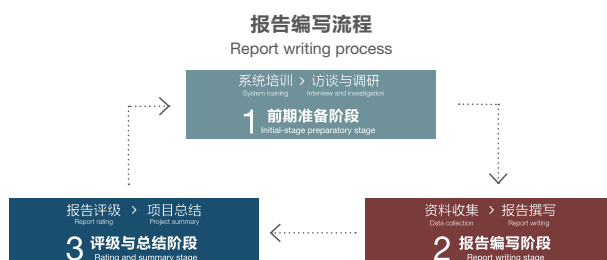 报告编写流程
Report writing process
系统培训 > 访谈与调研
System training Interview and investigation
1 前期准备阶段
Initial-stage preparatory stage
报告评级 > 项目总结
Report rating Project summary
3 评级与总结阶段
Rating and summary stage
资料收集 > 报告撰写
Data collection Report writing
2 报告编写阶段
Report writing stage